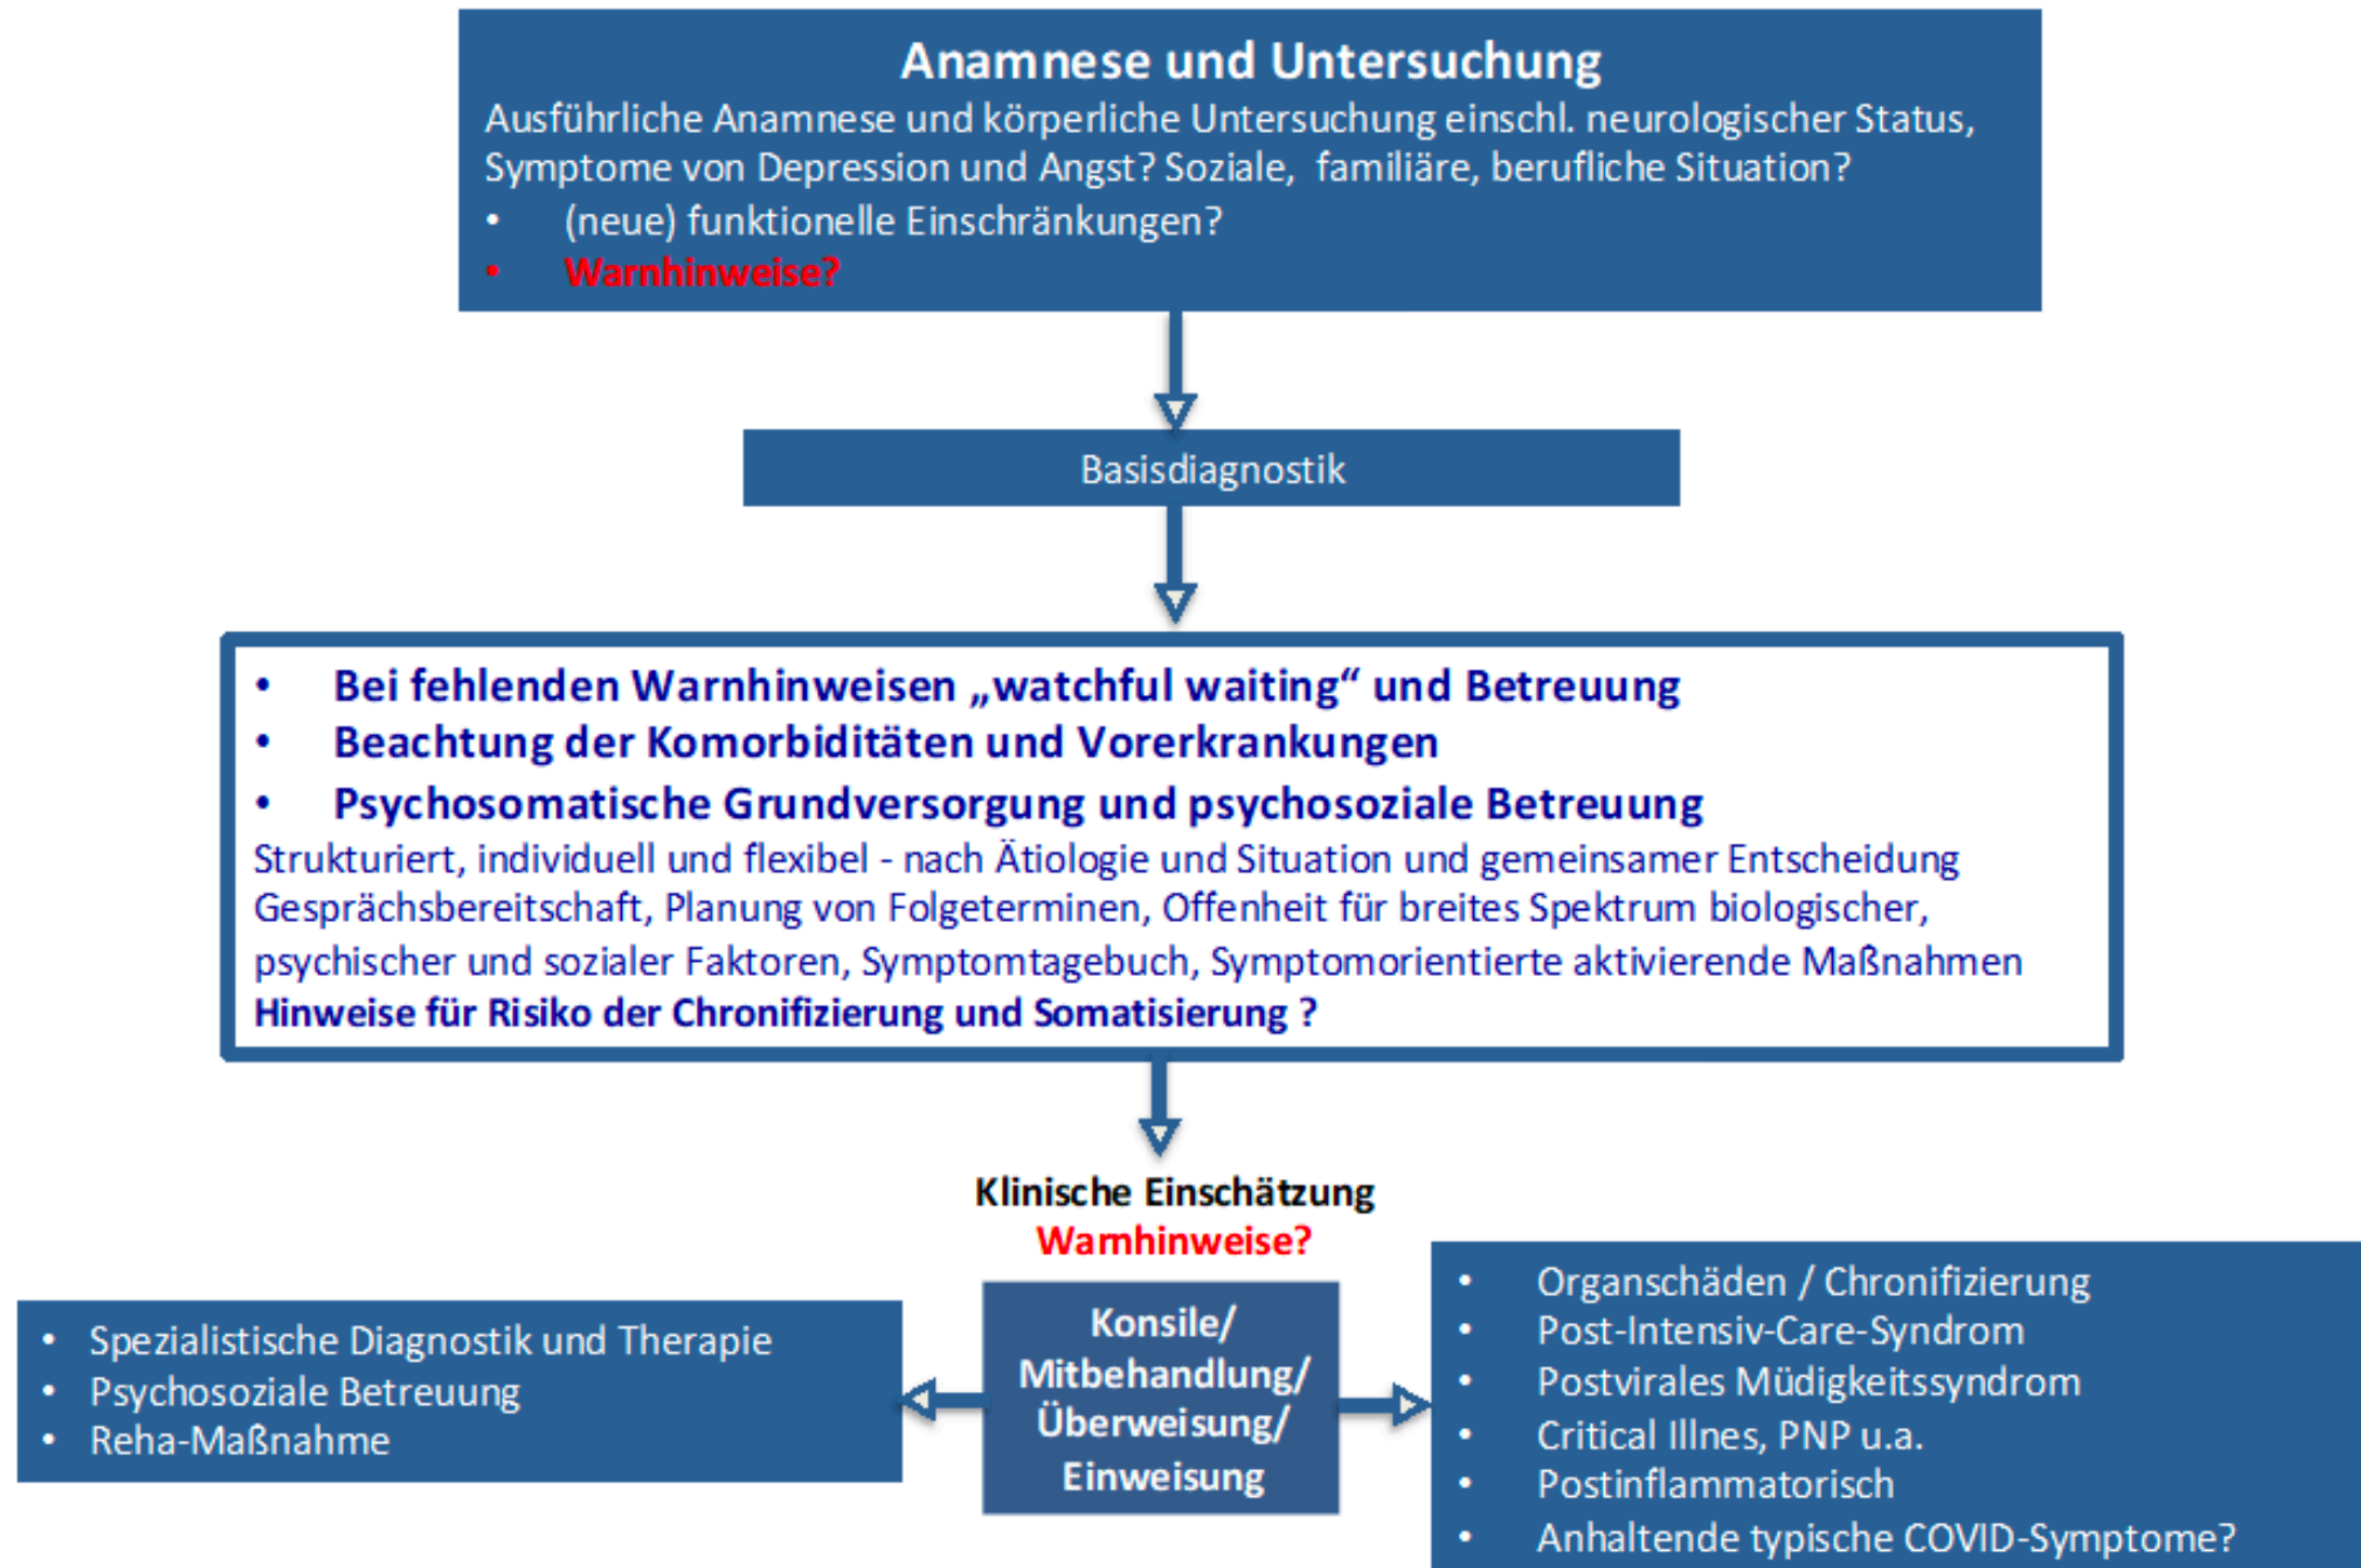 Anamnese und Untersuchung
Ausführliche Anamnese und körperliche Untersuchung einschl. neurologischer Status,
Symptome von Depression und Angst? Soziale, familiäre, berufliche Situation?
• (neue) funktionelle Einschränkungen?
• Warnhinweise?
Basisdiagnostik
• Bei fehlenden Warnhinweisen „watchful waiting“ und Betreuung
• Beachtung der Komorbiditäten und Vorerkrankungen
• Psychosomatische Grundversorgung und psychosoziale Betreuung
Strukturiert, individuell und flexibel - nach Ätiologie und Situation und gemeinsamer Entscheidung
Gesprächsbereitschaft, Planung von Folgeterminen, Offenheit für breites Spektrum biologischer,
psychischer und sozialer Faktoren, Symptomtagebuch, Symptomorientierte aktivierende Maßnahmen
Hinweise für Risiko der Chronifizierung und Somatisierung ?
Klinische Einschätzung
Warnhinweise?
• Spezialistische Diagnostik und Therapie
• Psychosoziale Betreuung
• Reha-Maßnahme
Konsile/
Mitbehandlung/
Überweisung/
Einweisung
• Organschäden / Chronifizierung
• Post-Intensiv-Care-Syndrom
• Postvirales Müdigkeitssyndrom
• Critical Illnes, PNP u.a.
• Postinflammatorisch
• Anhaltende typische COVID-Symptome?